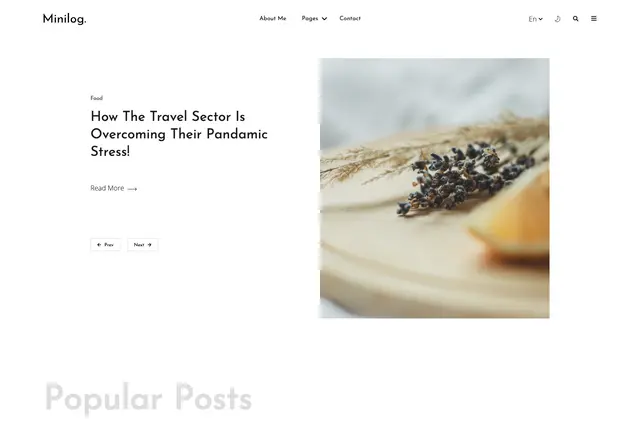 Minilog.
About Me Pages Contact
En
Food
How The Travel Sector Is
Overcoming Their Pandamic
Stress!
Read More
Prev Next
Popular Posts